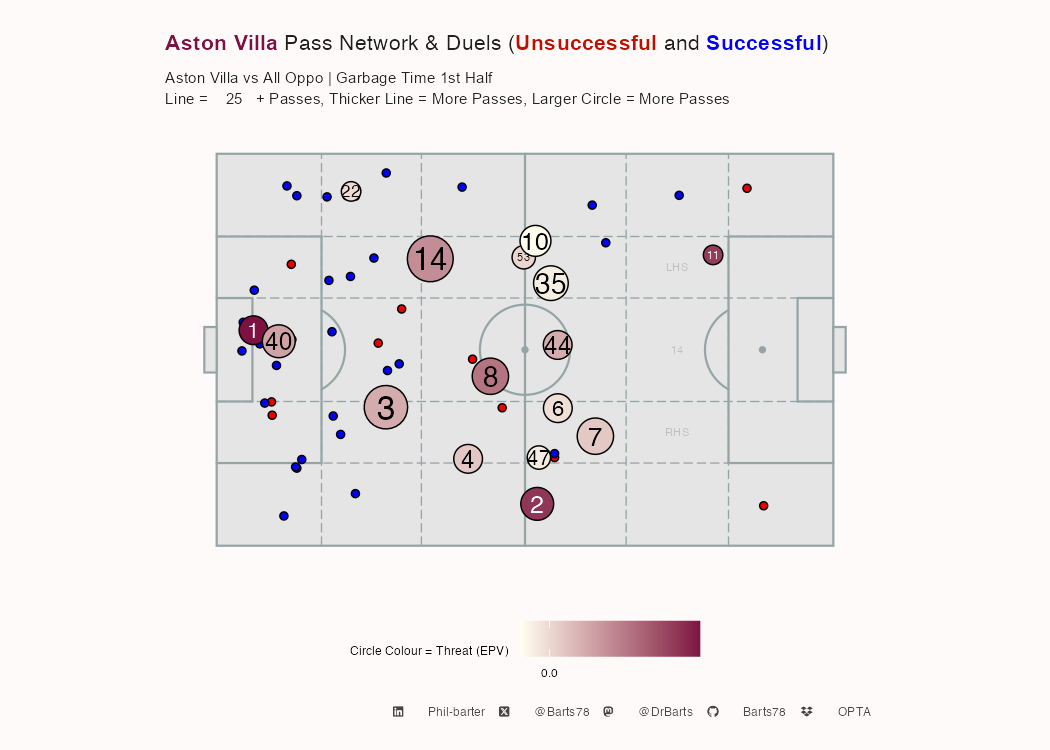 Aston Villa Pass Network & Duels (Unsuccessful and Successful)
Aston Villa vs All Oppo | Garbage Time 1st Half
Line = 25 + Passes, Thicker Line = More Passes, Larger Circle = More Passes
22
10
14
53
11
LHS
35
1
40
44
14
8
3
6
7
RHS
4
47
2
Circle Colour = Threat (EPV)
0.0
Phil-barter @Barts78 @DrBarts Barts78 OPTA